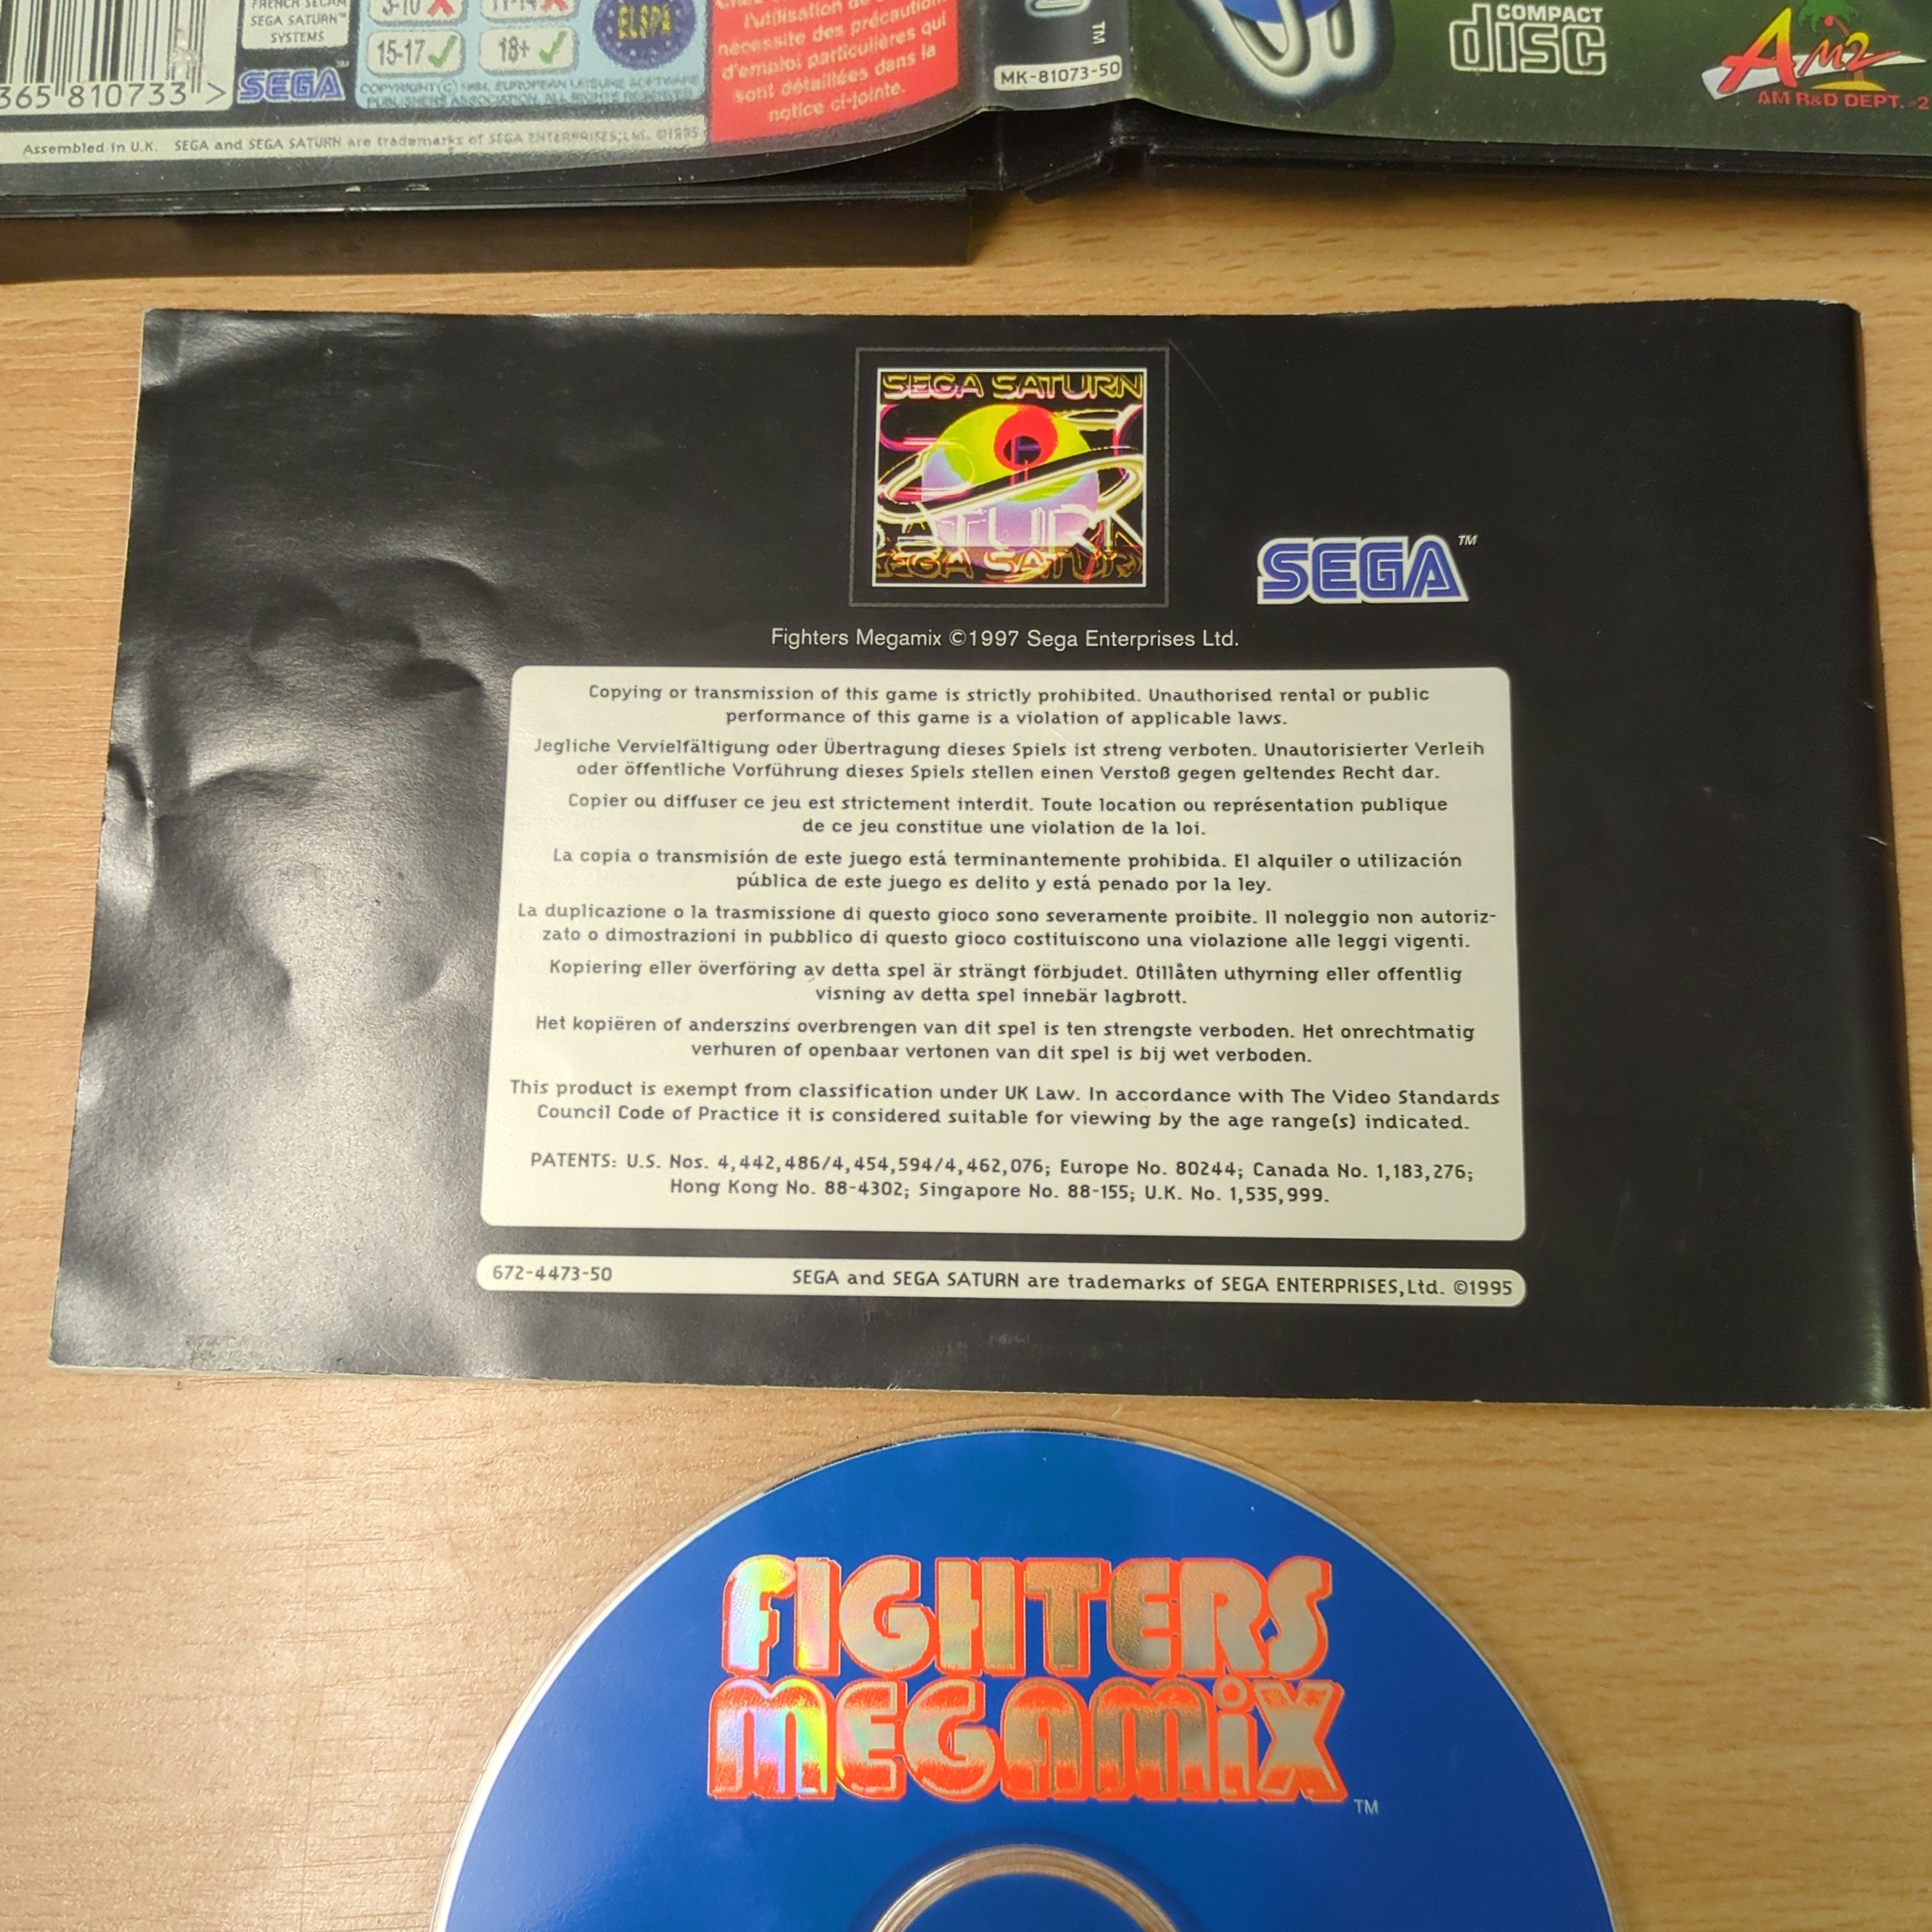 FRENCH SECAM
SEGA SATURN™
SYSTEMS
3-10
11-14
15-17
18+
ELSPA
365 810733 >
SEGA™
COPYRIGHT (C) 1994, EUROPEAN LEISURE SOFTWARE
PUBLISHERS ASSOCIATION. ALL RIGHTS RESERVED
l'utilisation de
nécessite des précautions
d'emploi particulières qui
sont détaillées dans la
notice ci-jointe.
Assembled in U.K. SEGA and SEGA SATURN are trademarks of SEGA ENTERPRISES, Ltd. ©1995
TM
MK-81073-50
COMPACT
disc
AM2
AM R&D DEPT.-2
SEGA SATURN
SATURN
SEGA SATURN
SEGA™
Fighters Megamix ©1997 Sega Enterprises Ltd.
Copying or transmission of this game is strictly prohibited. Unauthorised rental or public
performance of this game is a violation of applicable laws.
Jegliche Vervielfältigung oder Übertragung dieses Spiels ist streng verboten. Unautorisierter Verleih
oder öffentliche Vorführung dieses Spiels stellen einen Verstoß gegen geltendes Recht dar.
Copier ou diffuser ce jeu est strictement interdit. Toute location ou représentation publique
de ce jeu constitue une violation de la loi.
La copia o transmisión de este juego está terminantemente prohibida. El alquiler o utilización
pública de este juego es delito y está penado por la ley.
La duplicazione o la trasmissione di questo gioco sono severamente proibite. Il noleggio non autoriz-
zato o dimostrazioni in pubblico di questo gioco costituiscono una violazione alle leggi vigenti.
Kopiering eller överföring av detta spel är strängt förbjudet. Otillåten uthyrning eller offentlig
visning av detta spel innebär lagbrott.
Het kopiëren of anderszins overbrengen van dit spel is ten strengste verboden. Het onrechtmatig
verhuren of openbaar vertonen van dit spel is bij wet verboden.
This product is exempt from classification under UK Law. In accordance with The Video Standards
Council Code of Practice it is considered suitable for viewing by the age range(s) indicated.
PATENTS: U.S. Nos. 4,442,486/4,454,594/4,462,076; Europe No. 80244; Canada No. 1,183,276;
Hong Kong No. 88-4302; Singapore No. 88-155; U.K. No. 1,535,999.
672-4473-50
SEGA and SEGA SATURN are trademarks of SEGA ENTERPRISES,Ltd. ©1995
FIGHTERS
MEGAMiX™